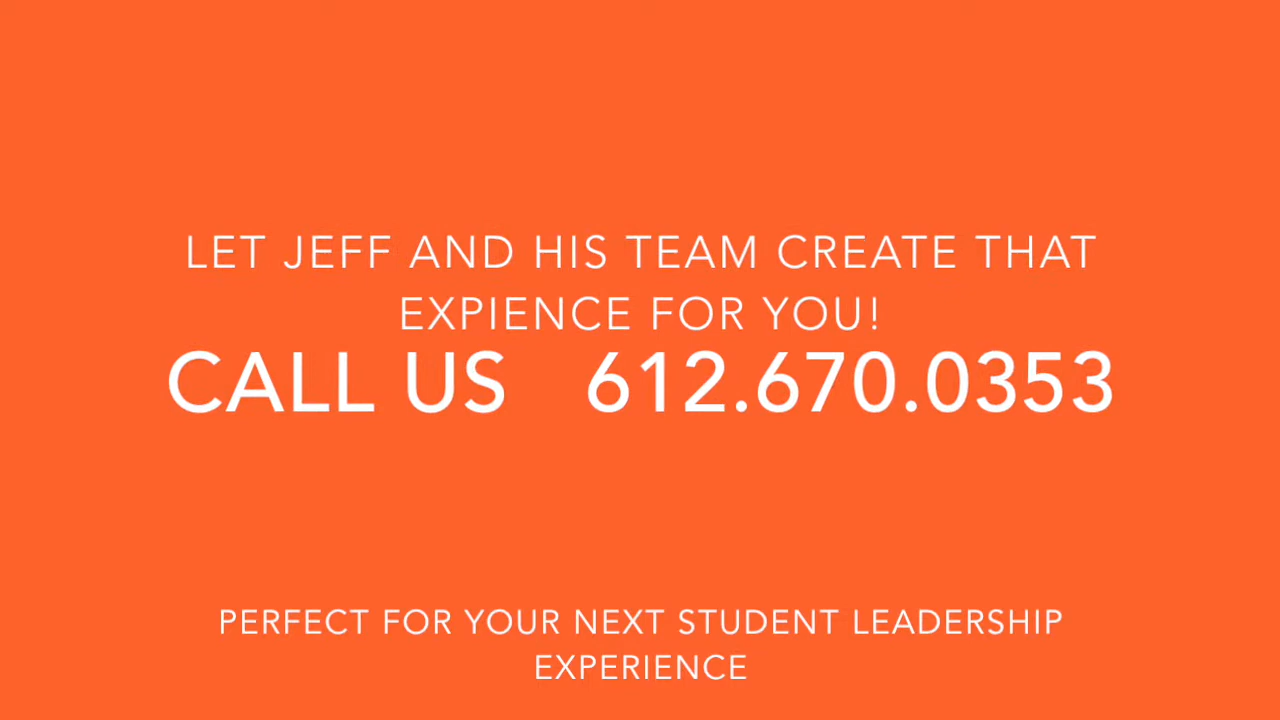 LET JEFF AND HIS TEAM CREATE THAT
EXPIENCE FOR YOU!
CALL US 612.670.0353
PERFECT FOR YOUR NEXT STUDENT LEADERSHIP
EXPERIENCE